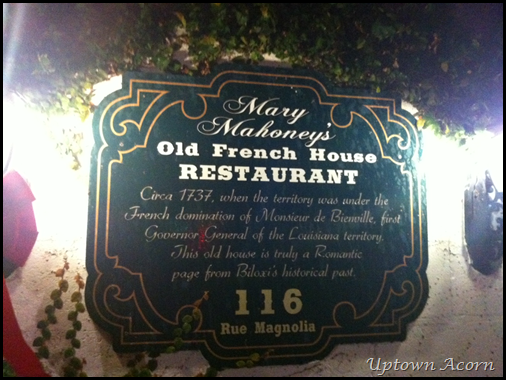 Mary
Mahoney's
Old French House
RESTAURANT
Circa 1737, when the territory was under the
French domination of Monsieur de Bienville, first
Governor General of the Louisiana territory.
This old house is truly a Romantic
page from Biloxi's historical past.
116
Rue Magnolia
Uptown Acorn